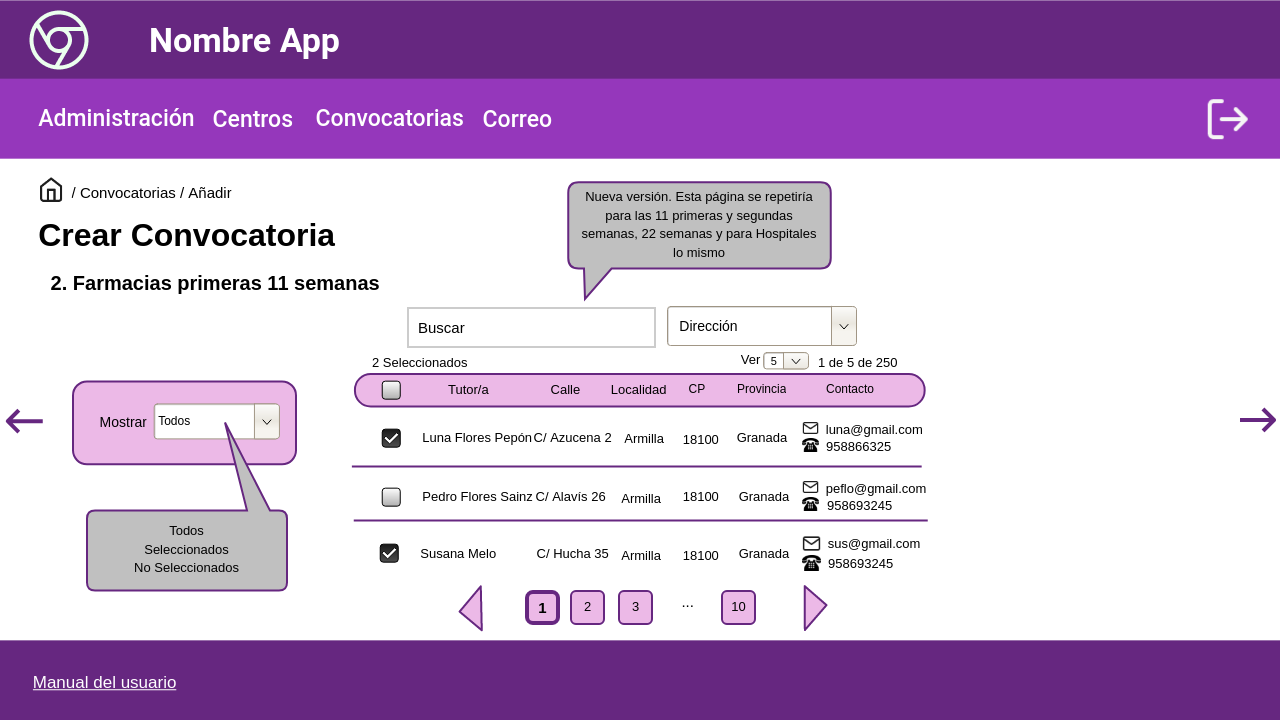 Nombre App
Administración Centros Convocatorias Correo
/ Convocatorias / Añadir
Crear Convocatoria
2. Farmacias primeras 11 semanas
Nueva versión. Esta página se repetiría
para las 11 primeras y segundas
semanas, 22 semanas y para Hospitales
lo mismo
Buscar
Dirección
2 Seleccionados
Ver 5
1 de 5 de 250
Mostrar Todos
Todos
Seleccionados
No Seleccionados
Tutor/a Calle Localidad CP Provincia Contacto
Luna Flores Pepón C/ Azucena 2 Armilla 18100 Granada luna@gmail.com
958866325
Pedro Flores Sainz C/ Alavís 26 Armilla 18100 Granada peflo@gmail.com
958693245
Susana Melo C/ Hucha 35 Armilla 18100 Granada sus@gmail.com
958693245
1 2 3 ... 10
Manual del usuario